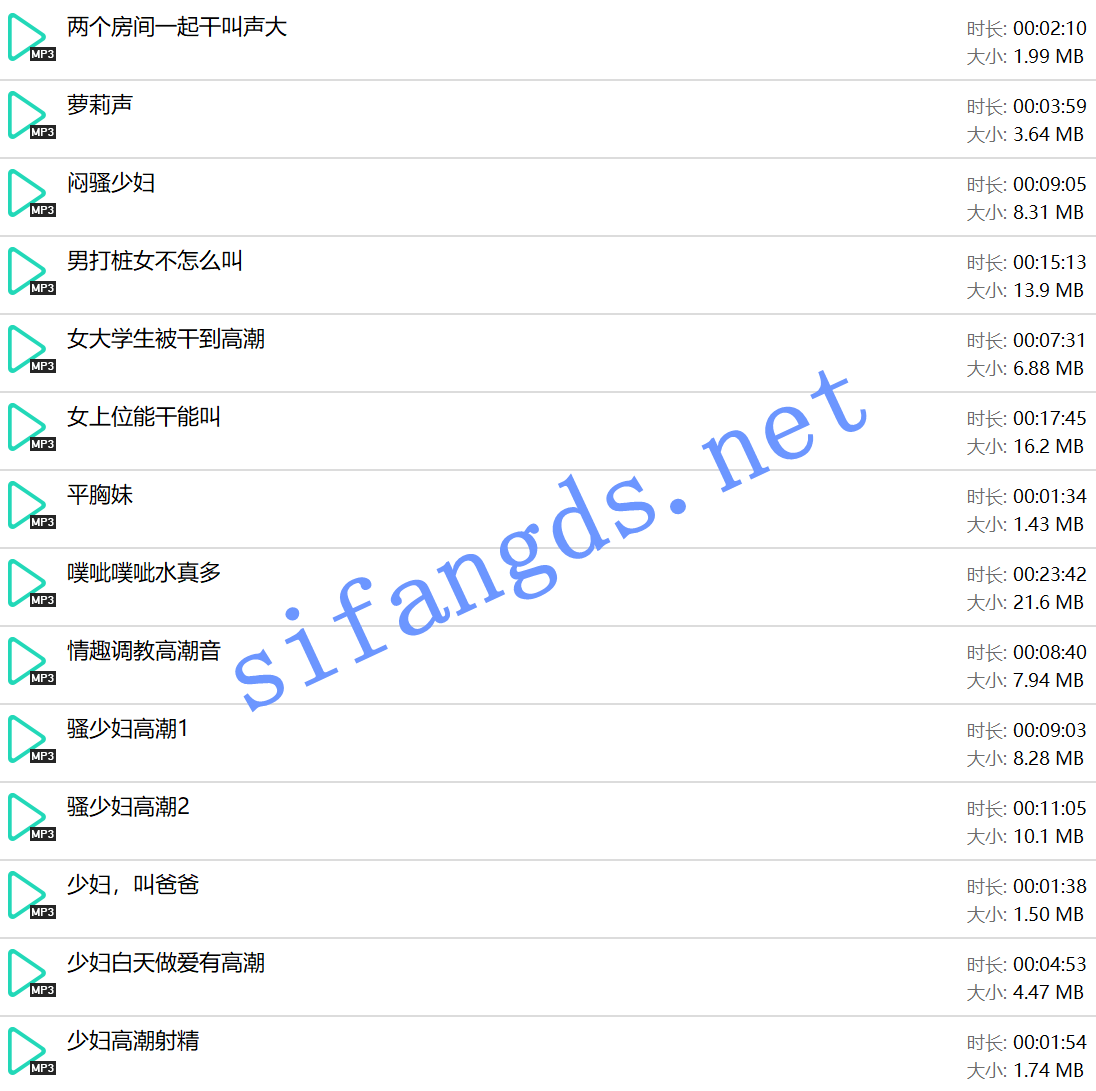 两个房间一起干叫声大
时长: 00:02:10
大小: 1.99 MB
MP3
萝莉声
时长: 00:03:59
大小: 3.64 MB
MP3
闷骚少妇
时长: 00:09:05
大小: 8.31 MB
MP3
男打桩女不怎么叫
时长: 00:15:13
大小: 13.9 MB
MP3
女大学生被干到高潮
时长: 00:07:31
大小: 6.88 MB
MP3
女上位能干能叫
时长: 00:17:45
大小: 16.2 MB
MP3
平胸妹
时长: 00:01:34
大小: 1.43 MB
MP3
噗呲噗呲水真多
时长: 00:23:42
大小: 21.6 MB
MP3
情趣调教高潮音
时长: 00:08:40
大小: 7.94 MB
MP3
骚少妇高潮1
时长: 00:09:03
大小: 8.28 MB
MP3
骚少妇高潮2
时长: 00:11:05
大小: 10.1 MB
MP3
少妇，叫爸爸
时长: 00:01:38
大小: 1.50 MB
MP3
少妇白天做爱有高潮
时长: 00:04:53
大小: 4.47 MB
MP3
少妇高潮射精
时长: 00:01:54
大小: 1.74 MB
MP3
sifangds.net